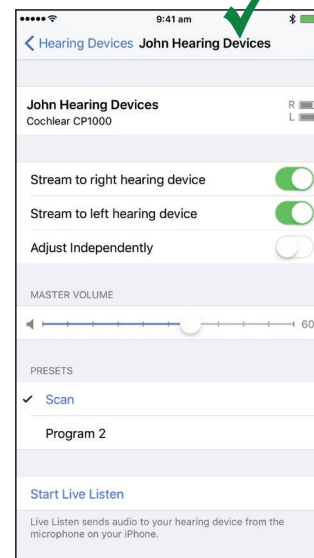 9:41 am
Hearing Devices John Hearing Devices
John Hearing Devices
Cochlear CP1000
R
L
Stream to right hearing device
Stream to left hearing device
Adjust Independently
MASTER VOLUME
60
PRESETS
Scan
Program 2
Start Live Listen
Live Listen sends audio to your hearing device from the
microphone on your iPhone.